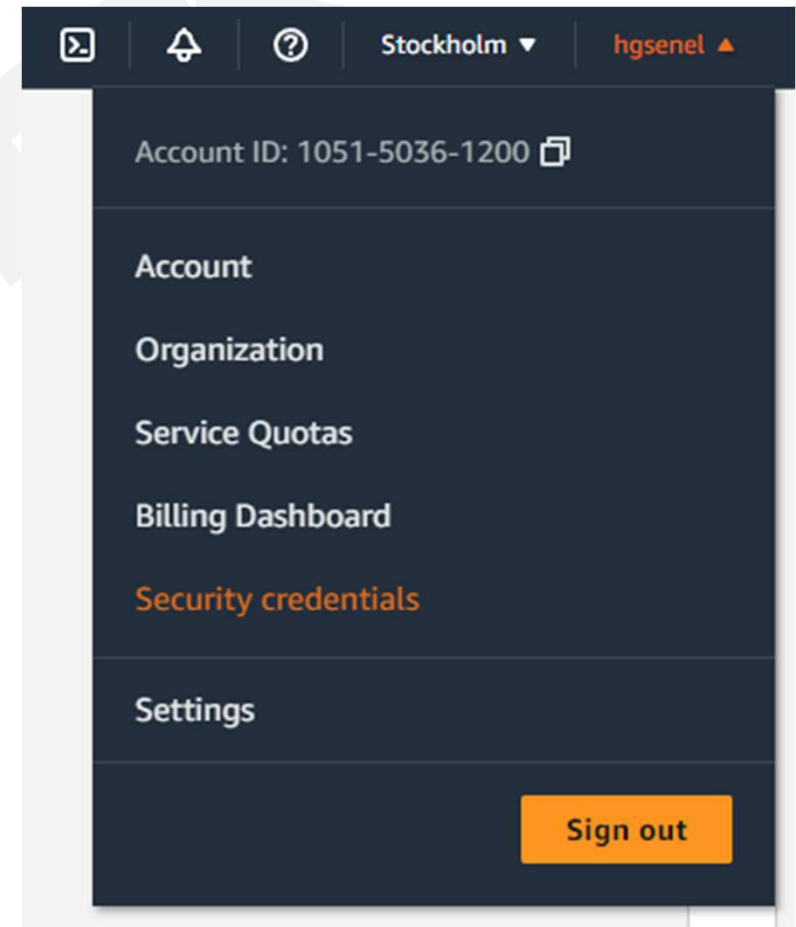 Stockholm ▼ hgsenel ▲
Account ID: 1051-5036-1200
Account
Organization
Service Quotas
Billing Dashboard
Security credentials
Settings
Sign out